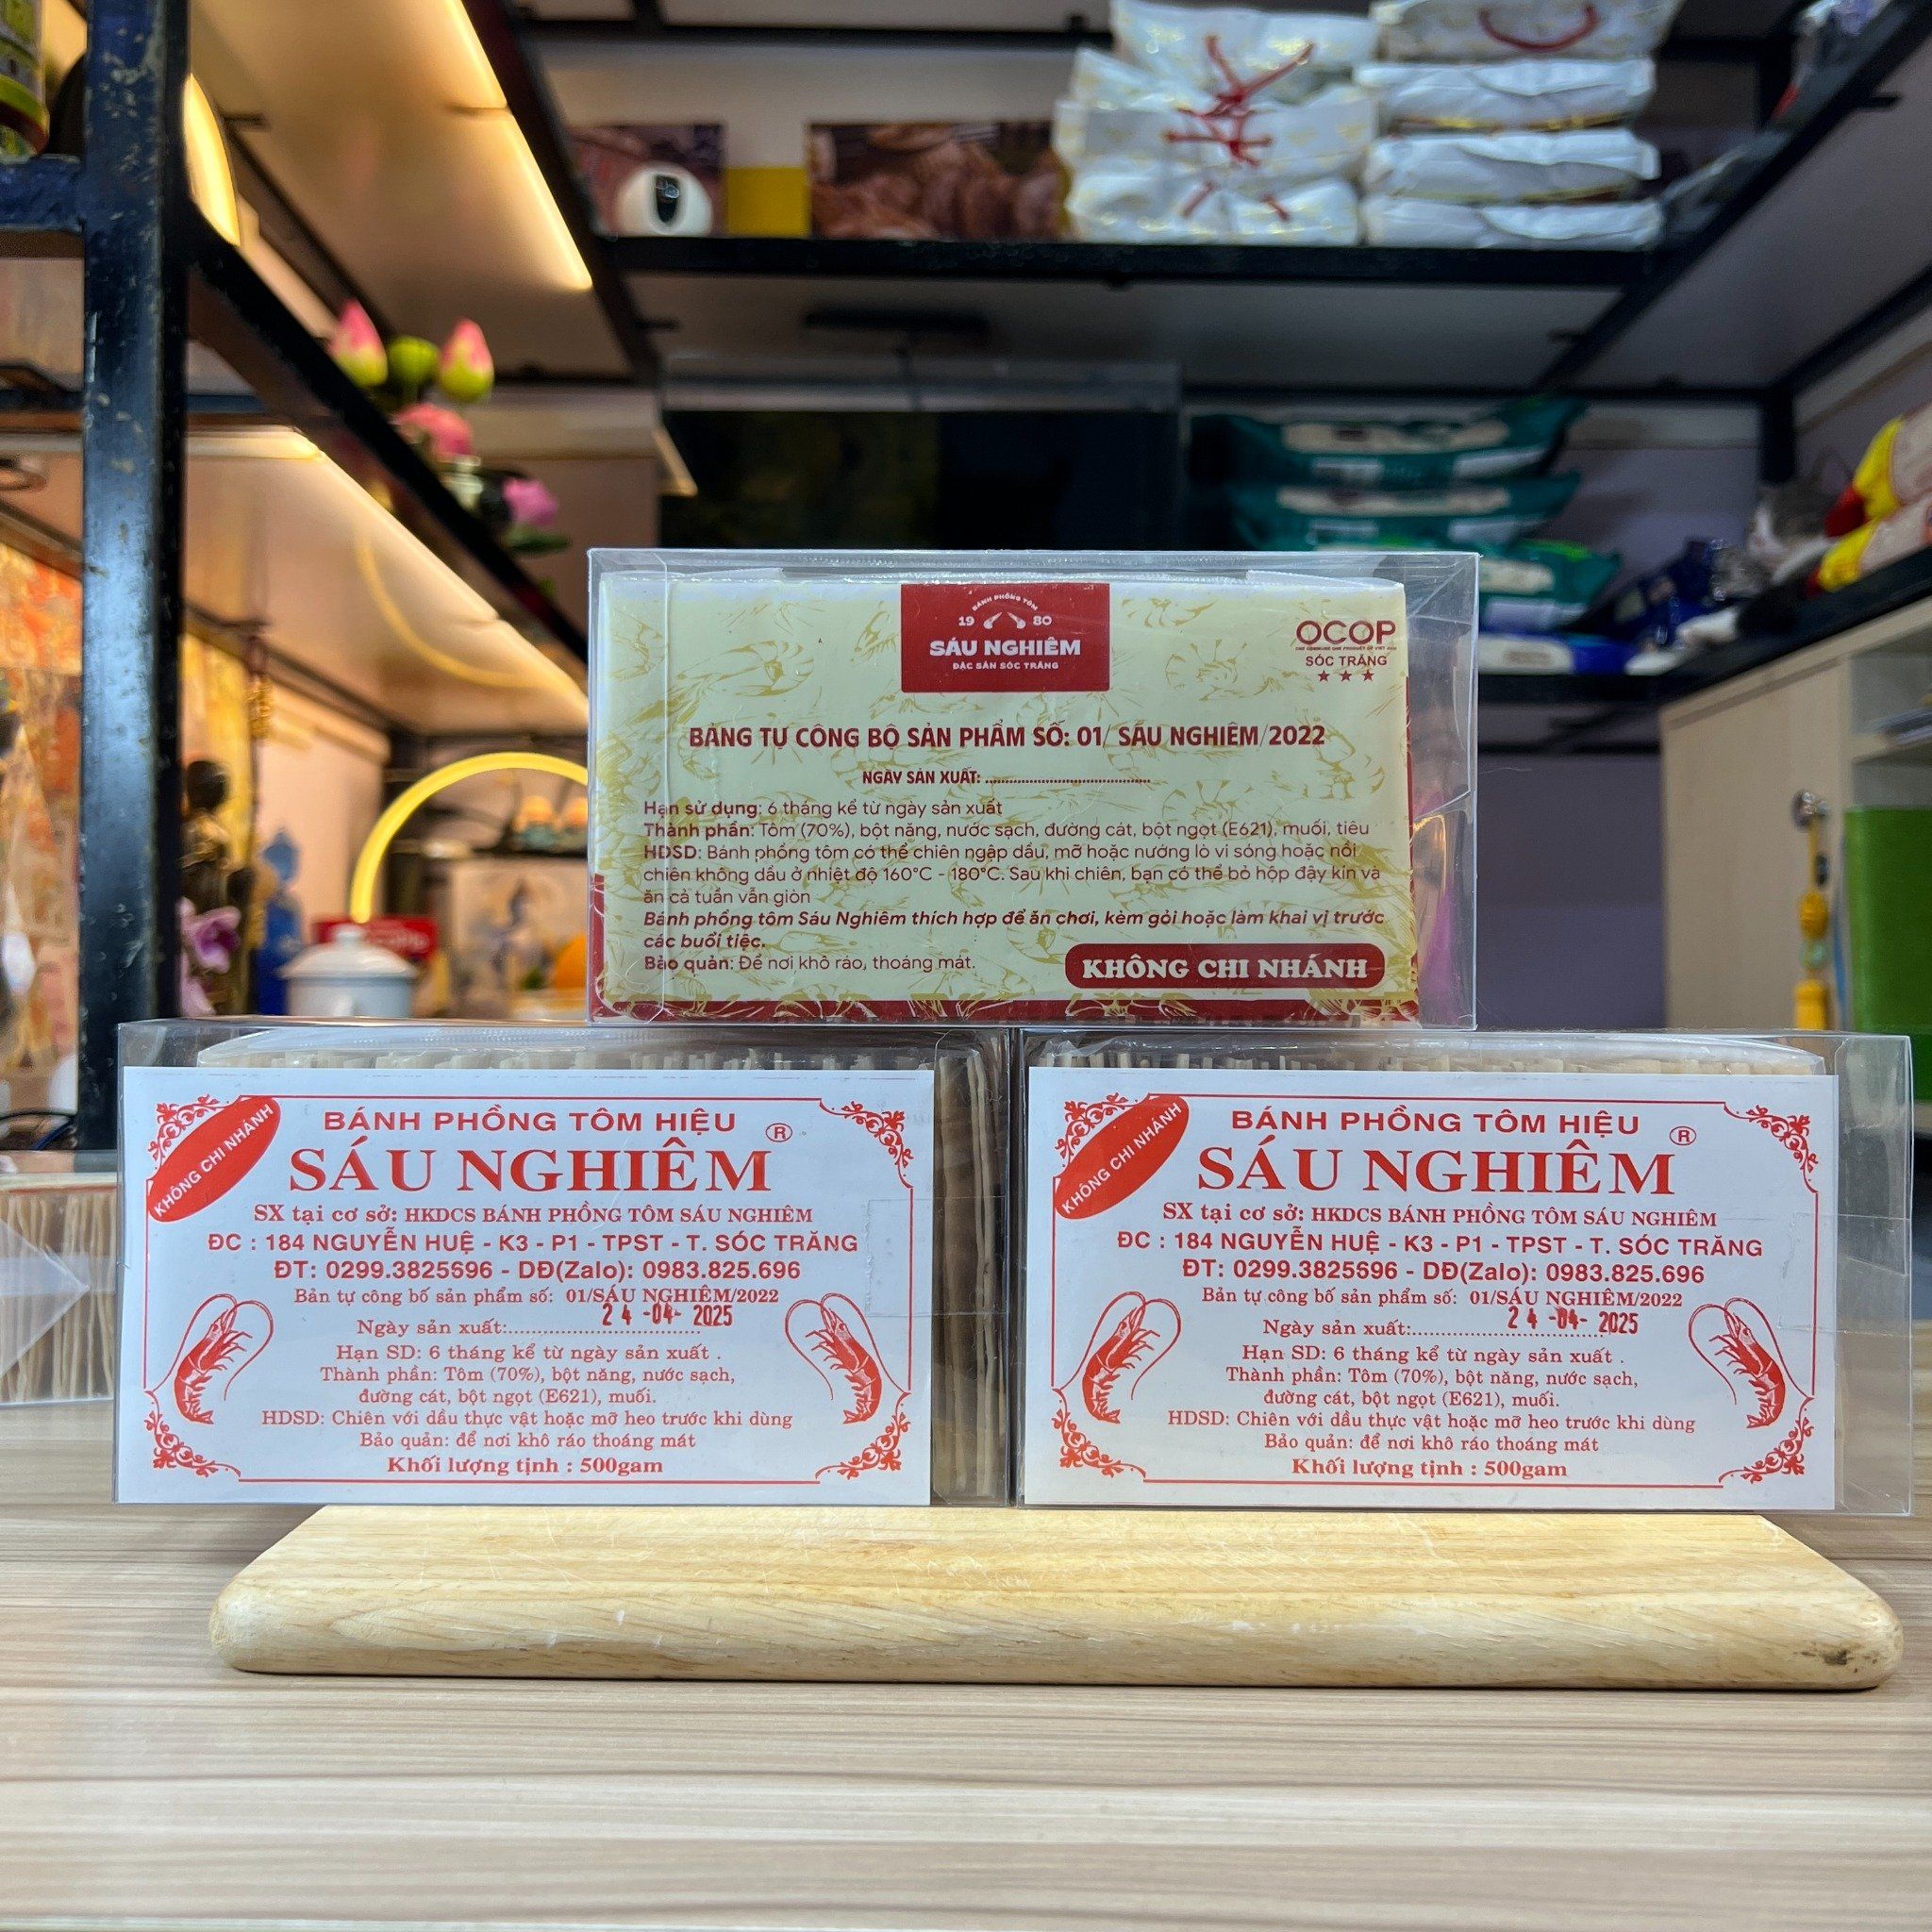 BÁNH PHỒNG TÔM
19 80
SÁU NGHIÊM
ĐẶC SẢN SÓC TRĂNG
OCOP
SÓC TRĂNG
BẢNG TỰ CÔNG BỘ SẢN PHẨM SỐ: 01/ SÁU NGHIÊM/2022
NGÀY SẢN XUẤT: ........................................
Hạn sử dụng: 6 tháng kể từ ngày sản xuất
Thành phần: Tôm (70%), bột năng, nước sạch, đường cát, bột ngọt (E621), muối, tiêu
HDSD: Bánh phồng tôm có thể chiên ngập dầu, mỡ hoặc nướng lò vi sóng hoặc nồi
chiên không dầu ở nhiệt độ 160°C - 180°C. Sau khi chiên, bạn có thể bỏ hộp đậy kín và
ăn cả tuần vẫn giòn
Bánh phồng tôm Sáu Nghiêm thích hợp để ăn chơi, kèm gỏi hoặc làm khai vị trước
các buổi tiệc.
Bảo quản: Để nơi khô ráo, thoáng mát.
KHÔNG CHI NHÁNH
KHÔNG CHI NHÁNH
BÁNH PHỒNG TÔM HIỆU
SÁU NGHIÊM ®
SX tại cơ sở: HKDCS BÁNH PHỒNG TÔM SÁU NGHIÊM
ĐC : 184 NGUYỄN HUỆ - K3 - P1 - TPST - T. SÓC TRĂNG
ĐT: 0299.3825696 - DĐ(Zalo): 0983.825.696
Bản tự công bố sản phẩm số: 01/SÁU NGHIÊM/2022
24 -04- 2025
Ngày sản xuất:...................................
Hạn SD: 6 tháng kể từ ngày sản xuất .
Thành phần: Tôm (70%), bột năng, nước sạch,
đường cát, bột ngọt (E621), muối.
HDSD: Chiên với dầu thực vật hoặc mỡ heo trước khi dùng
Bảo quản: để nơi khô ráo thoáng mát
Khối lượng tịnh : 500gam
KHÔNG CHI NHÁNH
BÁNH PHỒNG TÔM HIỆU
SÁU NGHIÊM ®
SX tại cơ sở: HKDCS BÁNH PHỒNG TÔM SÁU NGHIÊM
ĐC : 184 NGUYỄN HUỆ - K3 - P1 - TPST - T. SÓC TRĂNG
ĐT: 0299.3825696 - DĐ(Zalo): 0983.825.696
Bản tự công bố sản phẩm số: 01/SÁU NGHIÊM/2022
24 -04- 2025
Ngày sản xuất:...................................
Hạn SD: 6 tháng kể từ ngày sản xuất .
Thành phần: Tôm (70%), bột năng, nước sạch,
đường cát, bột ngọt (E621), muối.
HDSD: Chiên với dầu thực vật hoặc mỡ heo trước khi dùng
Bảo quản: để nơi khô ráo thoáng mát
Khối lượng tịnh : 500gam